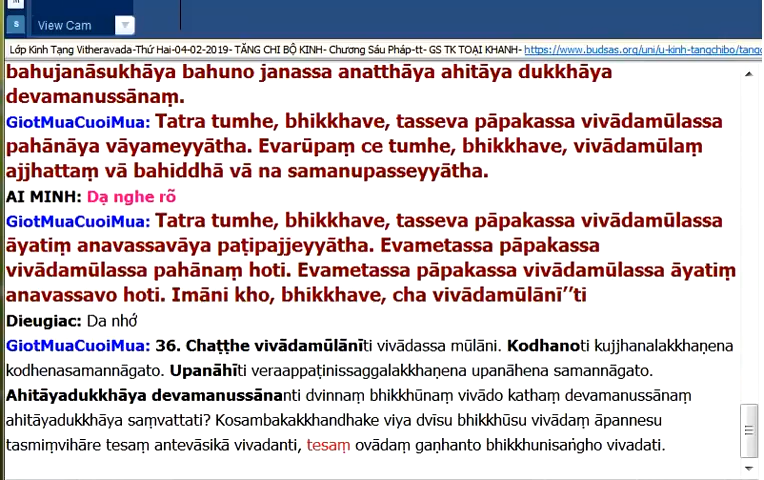 View Cam
Lớp Kinh Tạng Vitheravada-Thứ Hai-04-02-2019- TĂNG CHI BỘ KINH- Chương Sáu Pháp-tt- GS TK TOẠI KHANH- https://www.budsas.org/uni/u-kinh-tangchibo/tangc
bahujanāsukhāya bahuno janassa anatthāya ahitāya dukkhāya
devamanussānaṃ.
GiotMuaCuoiMua: Tatra tumhe, bhikkhave, tasseva pāpakassa vivādamūlassa
pahānāya vāyameyyātha. Evarūpaṃ ce tumhe, bhikkhave, vivādamūlaṃ
ajjhattaṃ vā bahiddhā vā na samanupasseyyātha.
AI MINH: Dạ nghe rõ
GiotMuaCuoiMua: Tatra tumhe, bhikkhave, tasseva pāpakassa vivādamūlassa
āyatiṃ anavassavāya paṭipajjeyyātha. Evametassa pāpakassa
vivādamūlassa pahānaṃ hoti. Evametassa pāpakassa vivādamūlassa āyatiṃ
anavassavo hoti. Imāni kho, bhikkhave, cha vivādamūlānī’’ti
Dieugiac: Da nhớ
GiotMuaCuoiMua: 36. Chaṭṭhe vivādamūlānīti vivādassa mūlāni. Kodhanoti kujjhanalakkhaṇena
kodhenasamannāgato. Upanāhīti veraappaṭinissaggalakkhaṇena upanāhena samannāgato.
Ahitāyadukkhāya devamanussānanti dvinnaṃ bhikkhūnaṃ vivādo kathaṃ devamanussānaṃ
ahitāyadukkhāya saṃvattati? Kosambakakkhandhake viya dvīsu bhikkhūsu vivādaṃ āpannesu
tasmiṃvihāre tesaṃ antevāsikā vivadanti, tesaṃ ovādaṃ gaṇhanto bhikkhunisaṅgho vivadati.